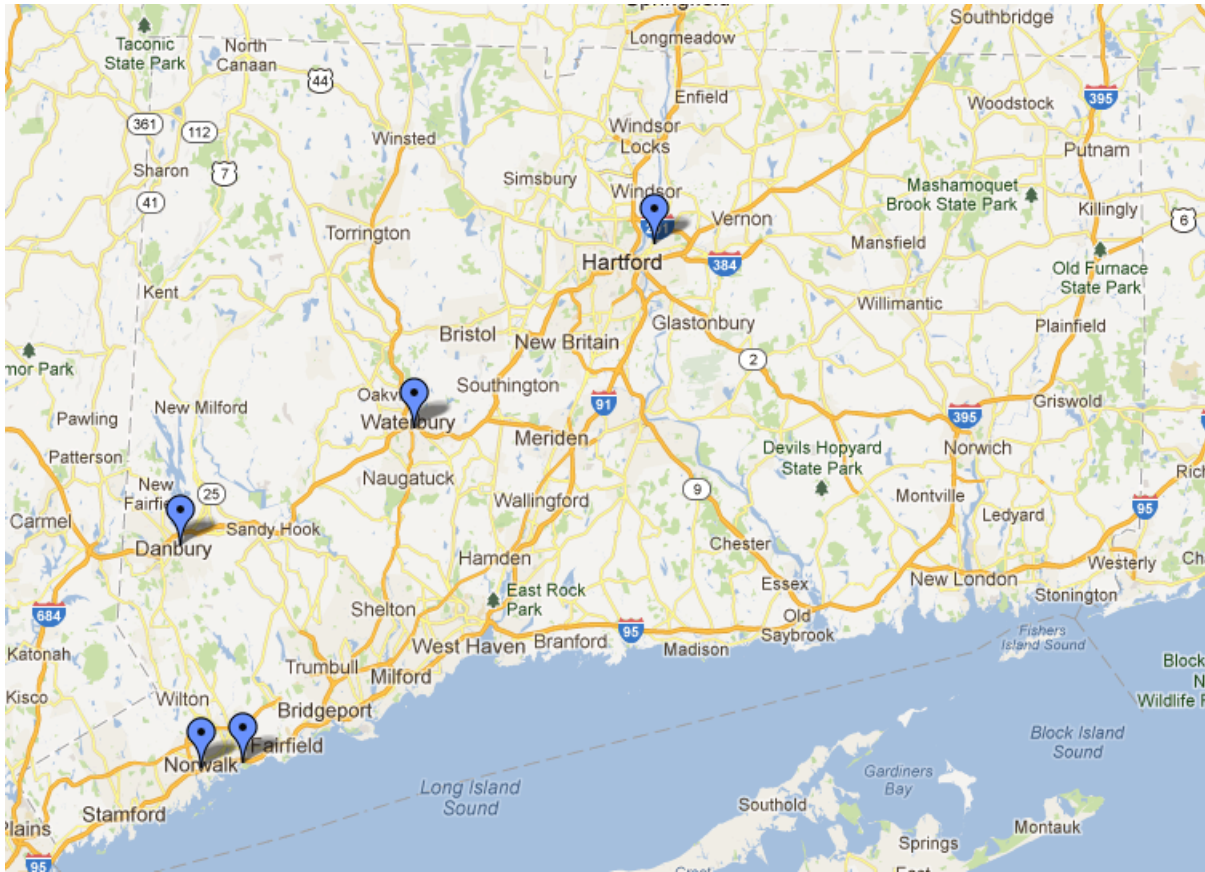 Springfield
Longmeadow
Southbridge
Taconic
State Park
North
Canaan
44
Enfield
395
Woodstock
361
112
Windsor
Locks
Winsted
Putnam
Sharon
7
Simsbury
Windsor
Mashamoquet
Brook State Park
41
Killingly
6
Vernon
Torrington
Mansfield
Hartford
384
Old Furnace
State Park
Kent
Willimantic
Glastonbury
Plainfield
Bristol
New Britain
2
mor Park
Southington
Oakv
91
Griswold
New Milford
395
Pawling
Waterbury
Meriden
Norwich
Devils Hopyard
State Park
Patterson
Naugatuck
Rich
New
Fairfie
25
9
Montville
Wallingford
95
Carmel
Sandy Hook
Ledyard
Danbury
Chester
Hamden
Westerly
Ch
New London
Essex
East Rock
Park
Stonington
684
Shelton
Old
Saybrook
95
West Haven
Branford
Madison
Fishers
Island Sound
Katonah
Trumbull
Milford
Block
N
Wildlife R
Kisco
Wilton
Bridgeport
Block Island
Sound
Fairfield
Norwalk
Gardiners
Bay
Long Island
Sound
Southold
Stamford
Plains
Montauk
Springs
95